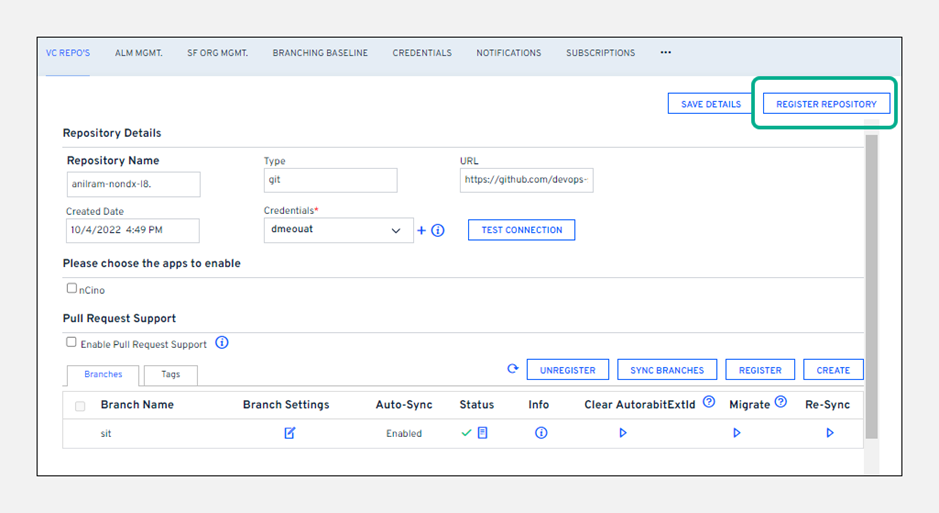 VC REPO'S ALM MGMT. SF ORG MGMT. BRANCHING BASELINE CREDENTIALS NOTIFICATIONS SUBSCRIPTIONS •••
SAVE DETAILS REGISTER REPOSITORY
Repository Details
Repository Name Type URL
anilram-nondx-l8. git https://github.com/devops-
Created Date Credentials*
10/4/2022 4:49 PM dmeouat + TEST CONNECTION
Please choose the apps to enable
nCino
Pull Request Support
Enable Pull Request Support
Branches Tags UNREGISTER SYNC BRANCHES REGISTER CREATE
Branch Name Branch Settings Auto-Sync Status Info Clear AutorabitExtId Migrate Re-Sync
sit Enabled